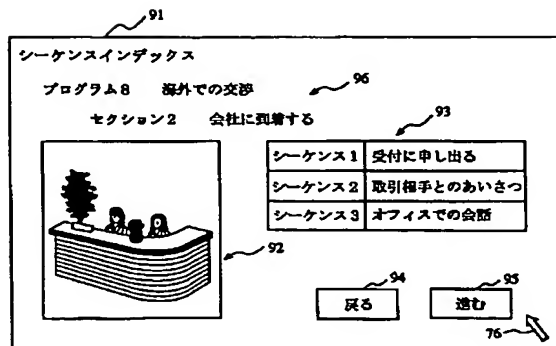 91
シーケンスインデックス
プログラム8 海外での交渉
96
セクション2 会社に到着する
93
シーケンス1 受付に申し出る
シーケンス2 取引相手とのあいさつ
シーケンス3 オフィスでの会話
92
94
95
戻る 進む
76